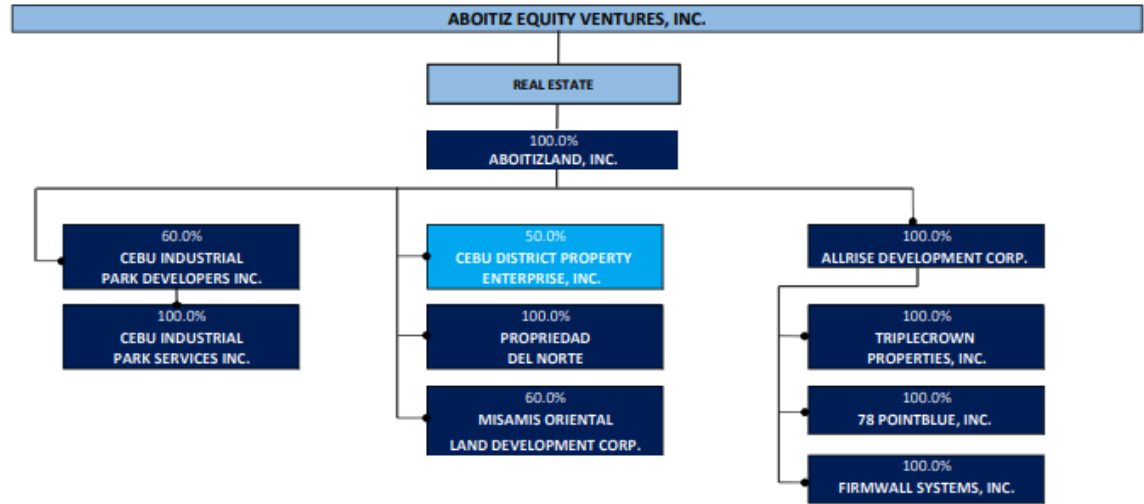 ABOITIZ EQUITY VENTURES, INC.
REAL ESTATE
100.0%
ABOITIZLAND, INC.
60.0%
CEBU INDUSTRIAL
PARK DEVELOPERS INC.
100.0%
CEBU INDUSTRIAL
PARK SERVICES INC.
50.0%
CEBU DISTRICT PROPERTY
ENTERPRISE, INC.
100.0%
PROPRIEDAD
DEL NORTE
60.0%
MISAMIS ORIENTAL
LAND DEVELOPMENT CORP.
100.0%
ALLRISE DEVELOPMENT CORP.
100.0%
TRIPLECROWN
PROPERTIES, INC.
100.0%
78 POINTBLUE, INC.
100.0%
FIRMWALL SYSTEMS, INC.